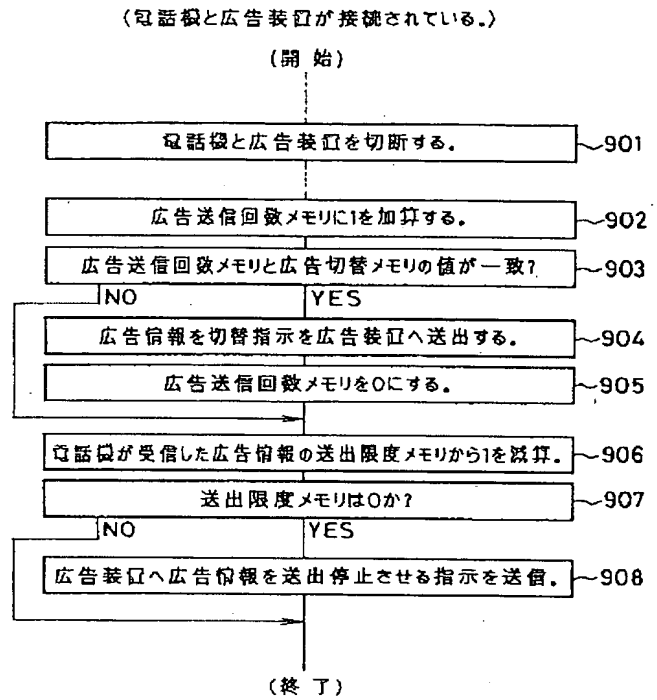 (電話機と広告装置が接続されている。)
(開始)
電話機と広告装置を切断する。 901
広告送信回数メモリに1を加算する。 902
広告送信回数メモリと広告切替メモリの値が一致? 903
NO YES
広告情報を切替指示を広告装置へ送出する。 904
広告送信回数メモリを0にする。 905
電話機が受信した広告情報の送出限度メモリから1を減算。 906
送出限度メモリは0か? 907
NO YES
広告装置へ広告情報を送出停止させる指示を送信。 908
(終了)